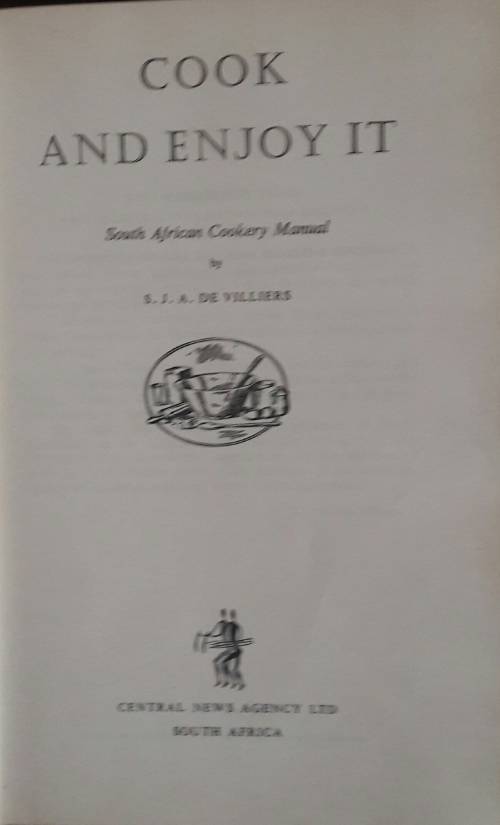 COOK
AND ENJOY IT
South African Cookery Manual
by
S. J. A. DE VILLIERS
CENTRAL NEWS AGENCY LTD
SOUTH AFRICA